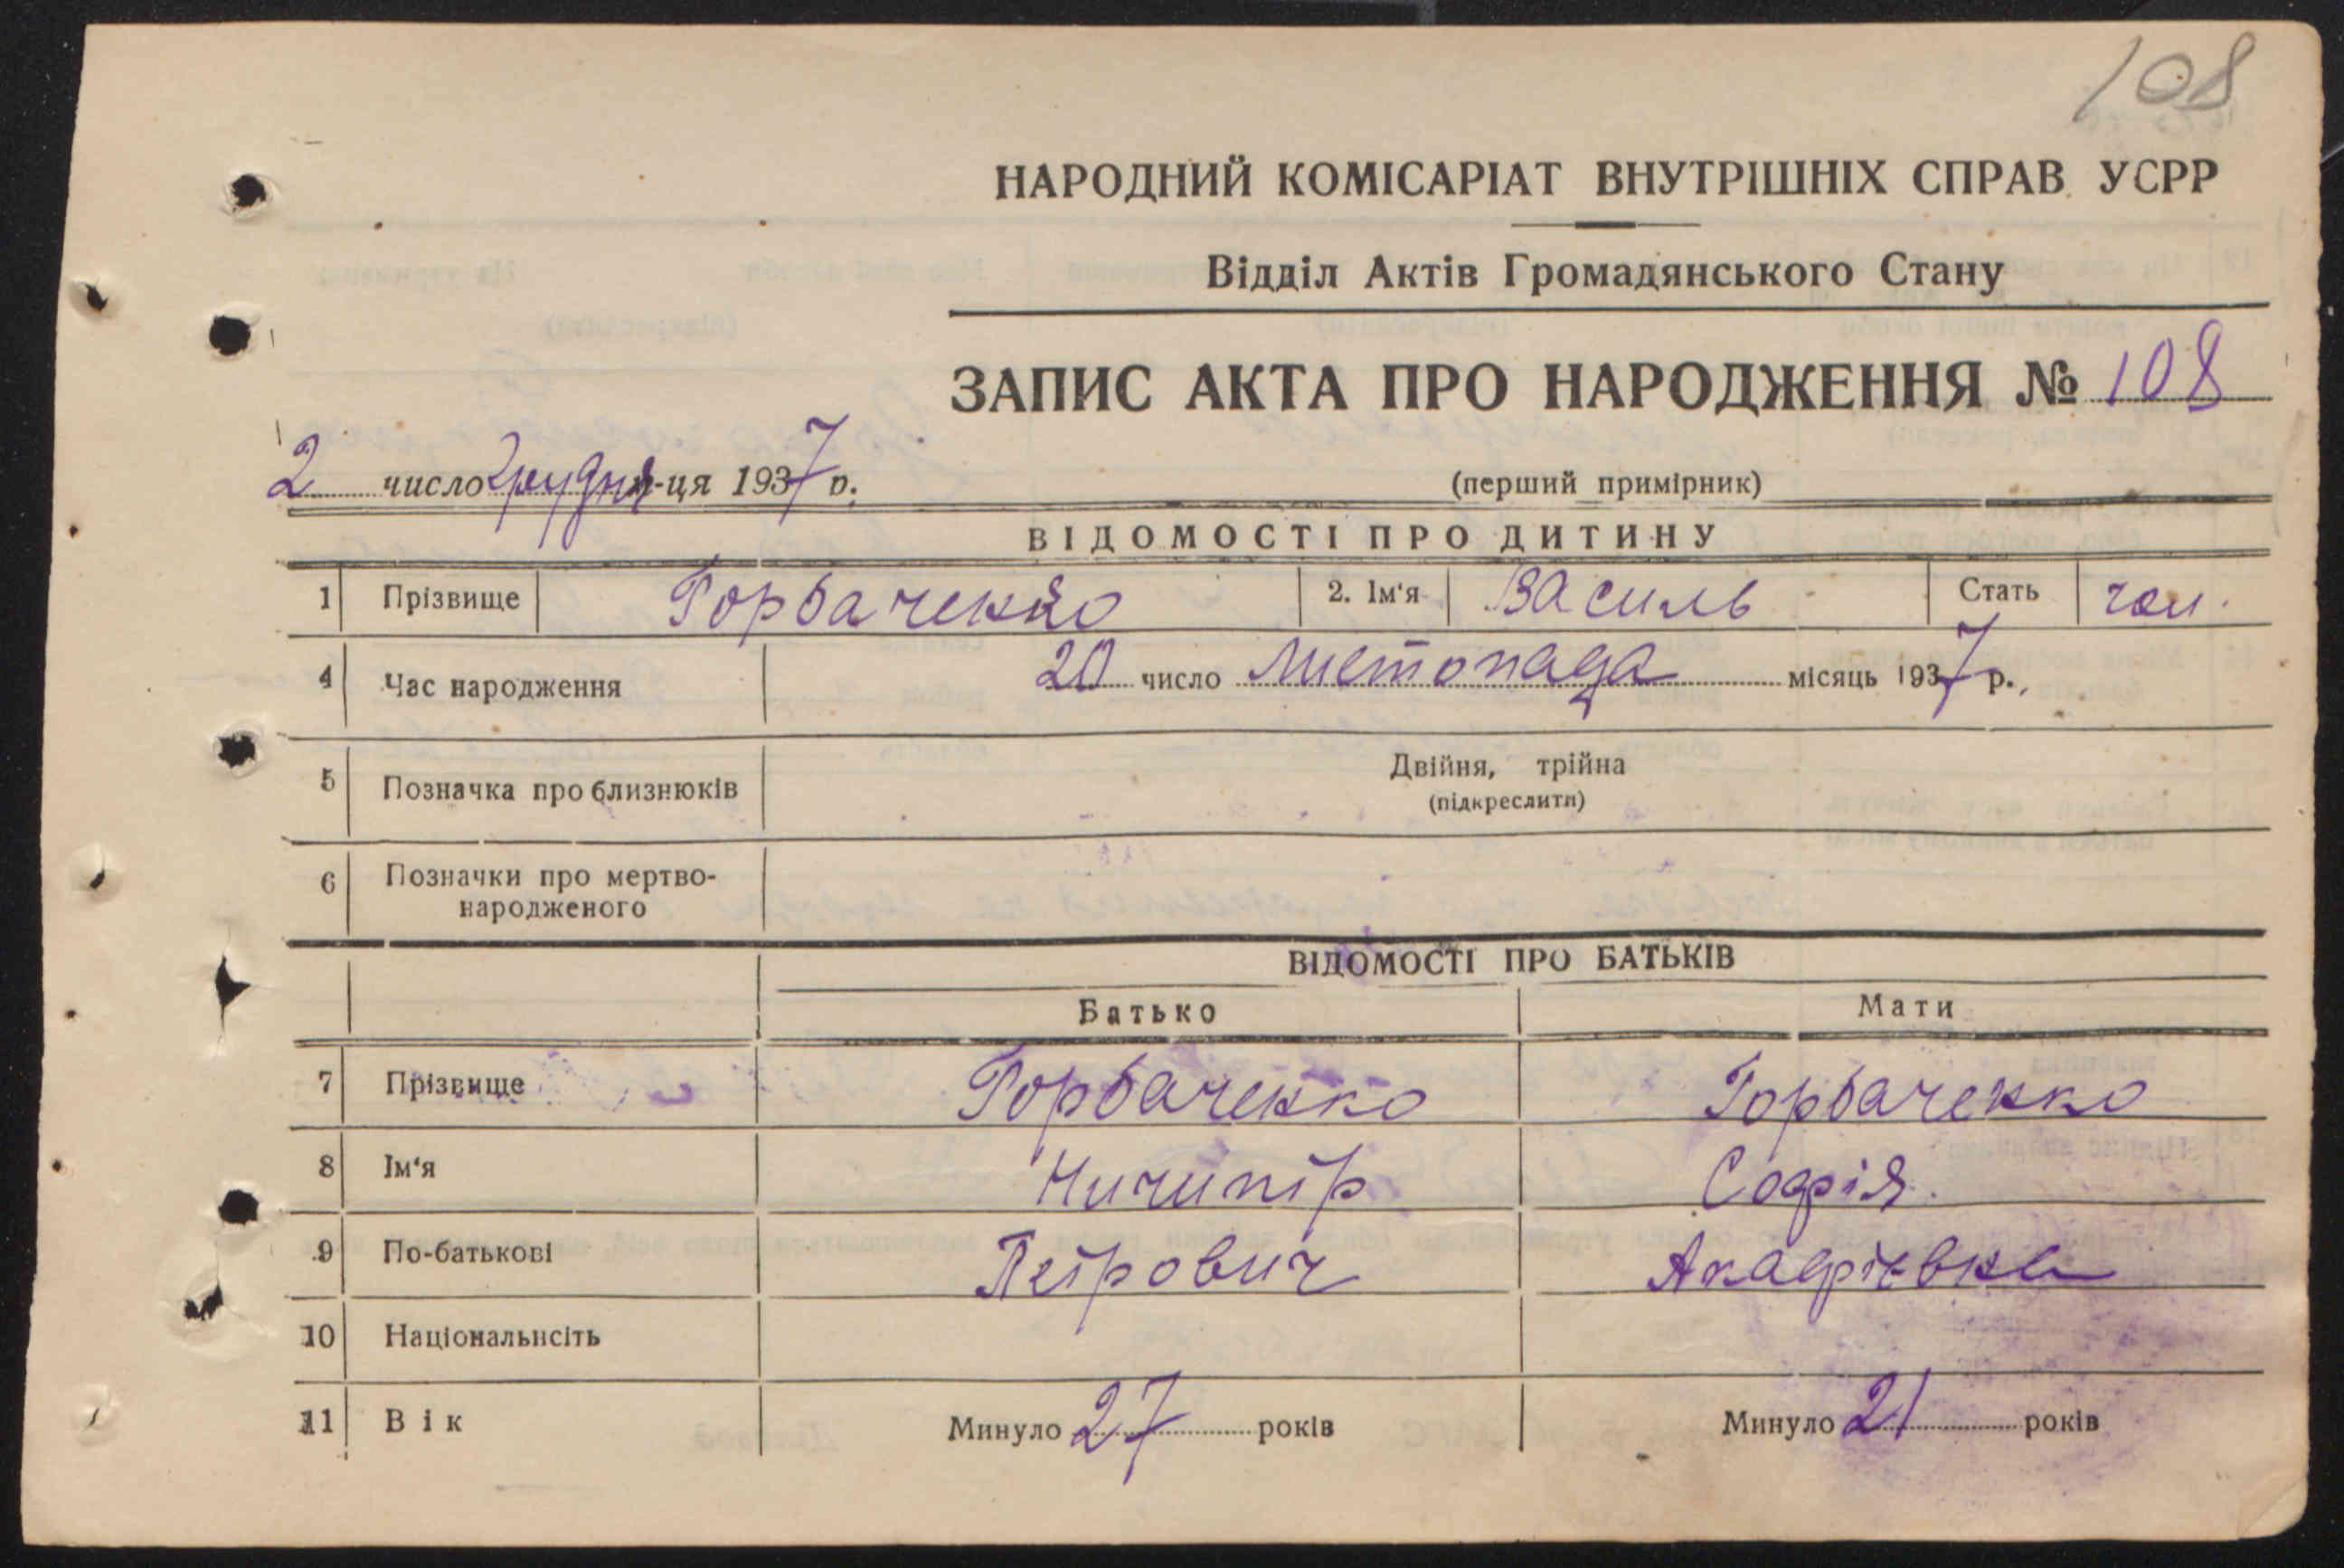 108
НАРОДНИЙ КОМІСАРІАТ ВНУТРІШНІХ СПРАВ УСРР
Відділ Актів Громадянського Стану
ЗАПИС АКТА ПРО НАРОДЖЕННЯ № 108
2 число Грудня м-ця 1937 р.
(перший примірник)
ВІДОМОСТІ ПРО ДИТИНУ
1 Прізвище Горбаченко 2. Ім'я Василь Стать чол.
4 Час народження 20 число листопада місяць 1937 р.,
5 Позначка про близнюків Двійня, трійна
(підкреслити)
6 Позначки про мертво-
народженого
ВІДОМОСТІ ПРО БАТЬКІВ
Батько Мати
7 Прізвище Горбаченко Горбаченко
8 Ім'я Ничипір Софія.
9 По-батькові Петрович
10 Національнсіть
11 Вік Минуло 27 років Минуло 21 років